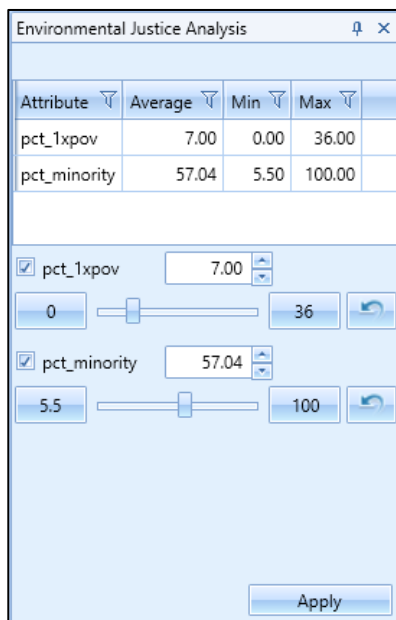 Environmental Justice Analysis
Attribute Average Min Max
pct_1xpov 7.00 0.00 36.00
pct_minority 57.04 5.50 100.00
pct_1xpov 7.00
0 36
pct_minority 57.04
5.5 100
Apply